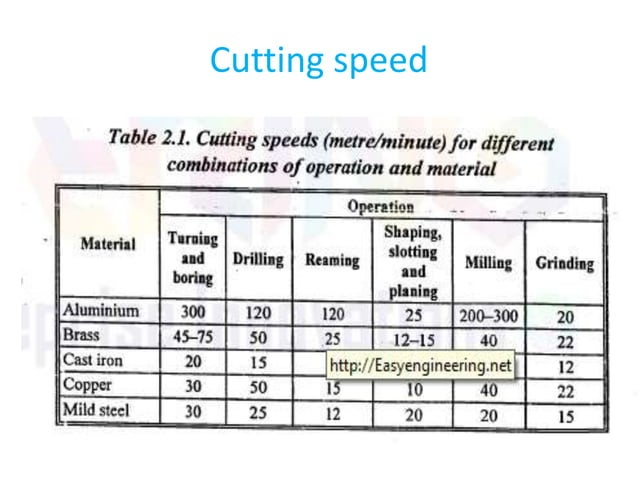 Cutting speed
Table 2.1. Cutting speeds (metre/minute) for different
combinations of operation and material
Material
Operation
Turning and boring Drilling Reaming Shaping, slotting and planing Milling Grinding
Aluminium 300 120 120 25 200–300 20
Brass 45–75 50 25 12–15 40 22
Cast iron 20 15 12
http://Easyengineering.net
Copper 30 50 15 10 40 22
Mild steel 30 25 12 20 20 15